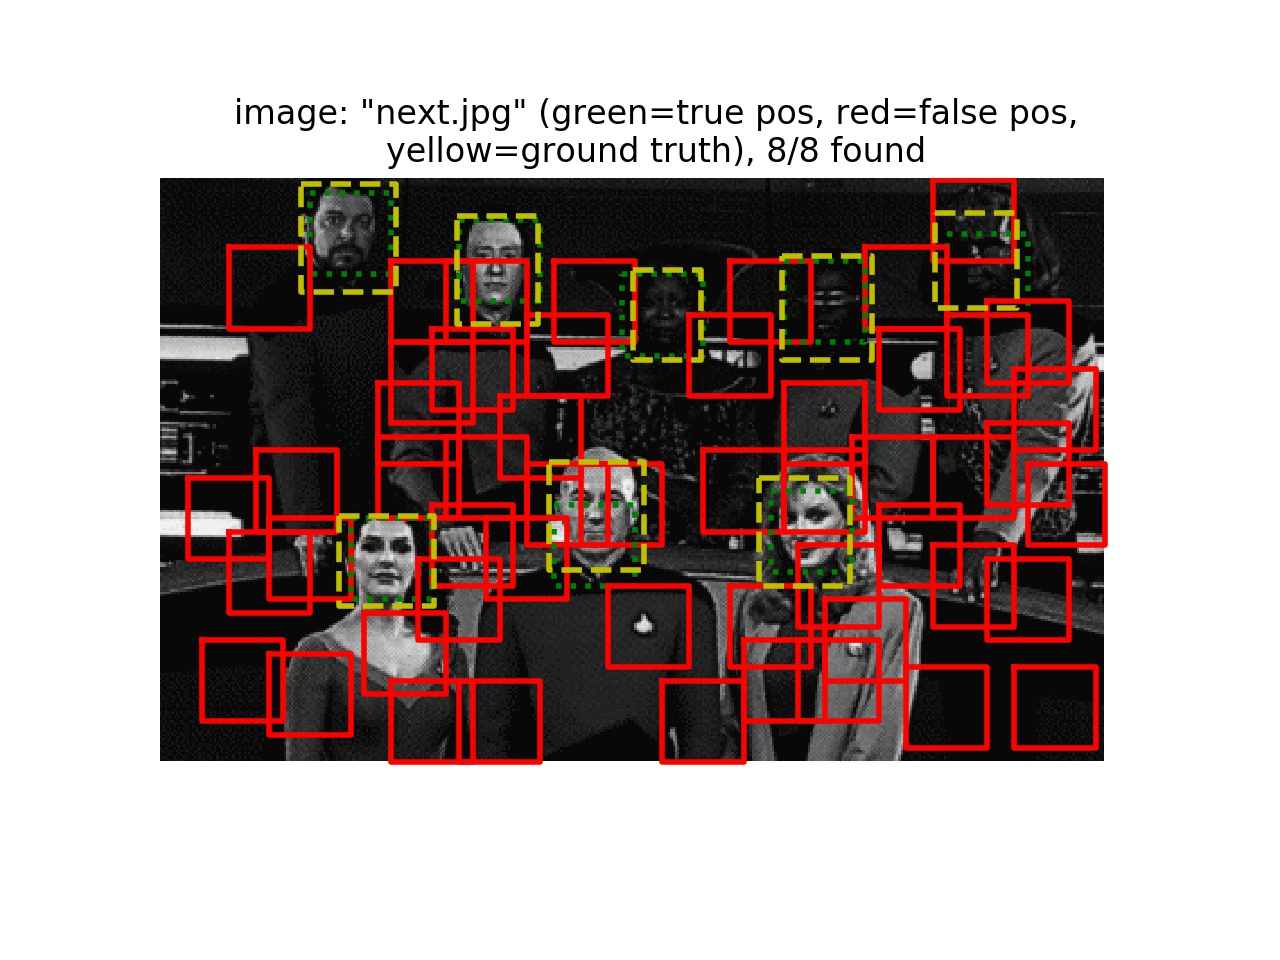 image: "next.jpg" (green=true pos, red=false pos,
yellow=ground truth), 8/8 found